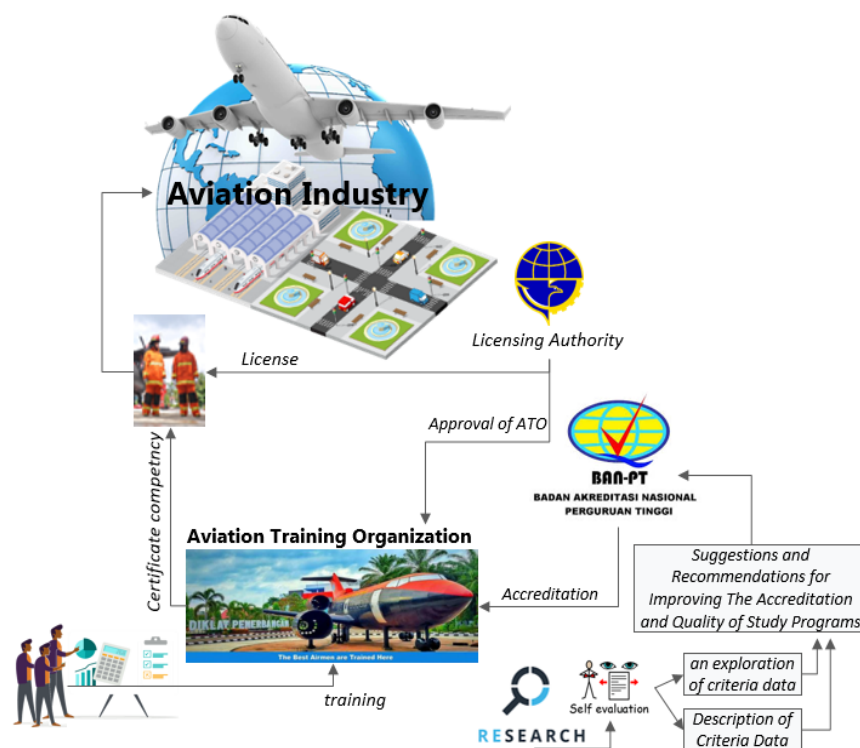 Aviation Industry
Licensing Authority
License
Approval of ATO
BAN-PT
BADAN AKREDITASI NASIONAL
PERGURUAN TINGGI
Certificate competncy
Aviation Training Organization
DIKLAT PENERBANGAN
The Best Airmen are Trained Here
Accreditation
Suggestions and
Recommendations for
Improving The Accreditation
and Quality of Study Programs
training
RESEARCH
Self evaluation
an exploration
of criteria data
Description of
Criteria Data